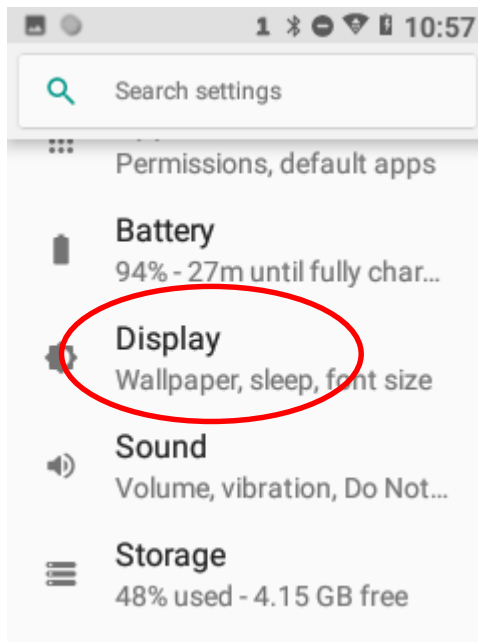 1 10:57
Search settings
Permissions, default apps
Battery
94% - 27m until fully char...
Display
Wallpaper, sleep, font size
Sound
Volume, vibration, Do Not...
Storage
48% used - 4.15 GB free